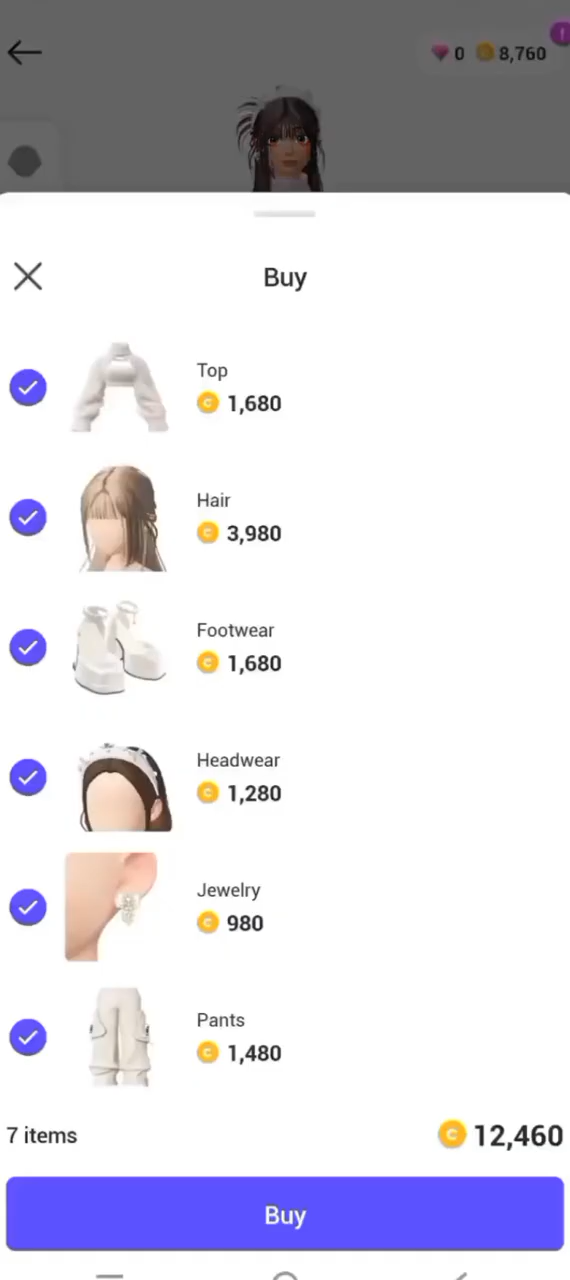 0 8,760
!
Buy
Top
1,680
Hair
3,980
Footwear
1,680
Headwear
1,280
Jewelry
980
Pants
1,480
7 items 12,460
Buy